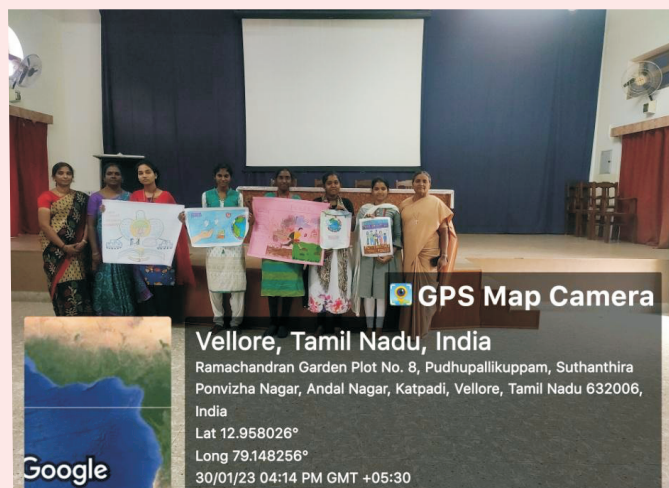 GPS Map Camera
Vellore, Tamil Nadu, India
Ramachandran Garden Plot No. 8, Pudhupallikuppam, Suthanthira
Ponvizha Nagar, Andal Nagar, Katpadi, Vellore, Tamil Nadu 632006,
India
Lat 12.958026°
Long 79.148256°
30/01/23 04:14 PM GMT +05:30
Google